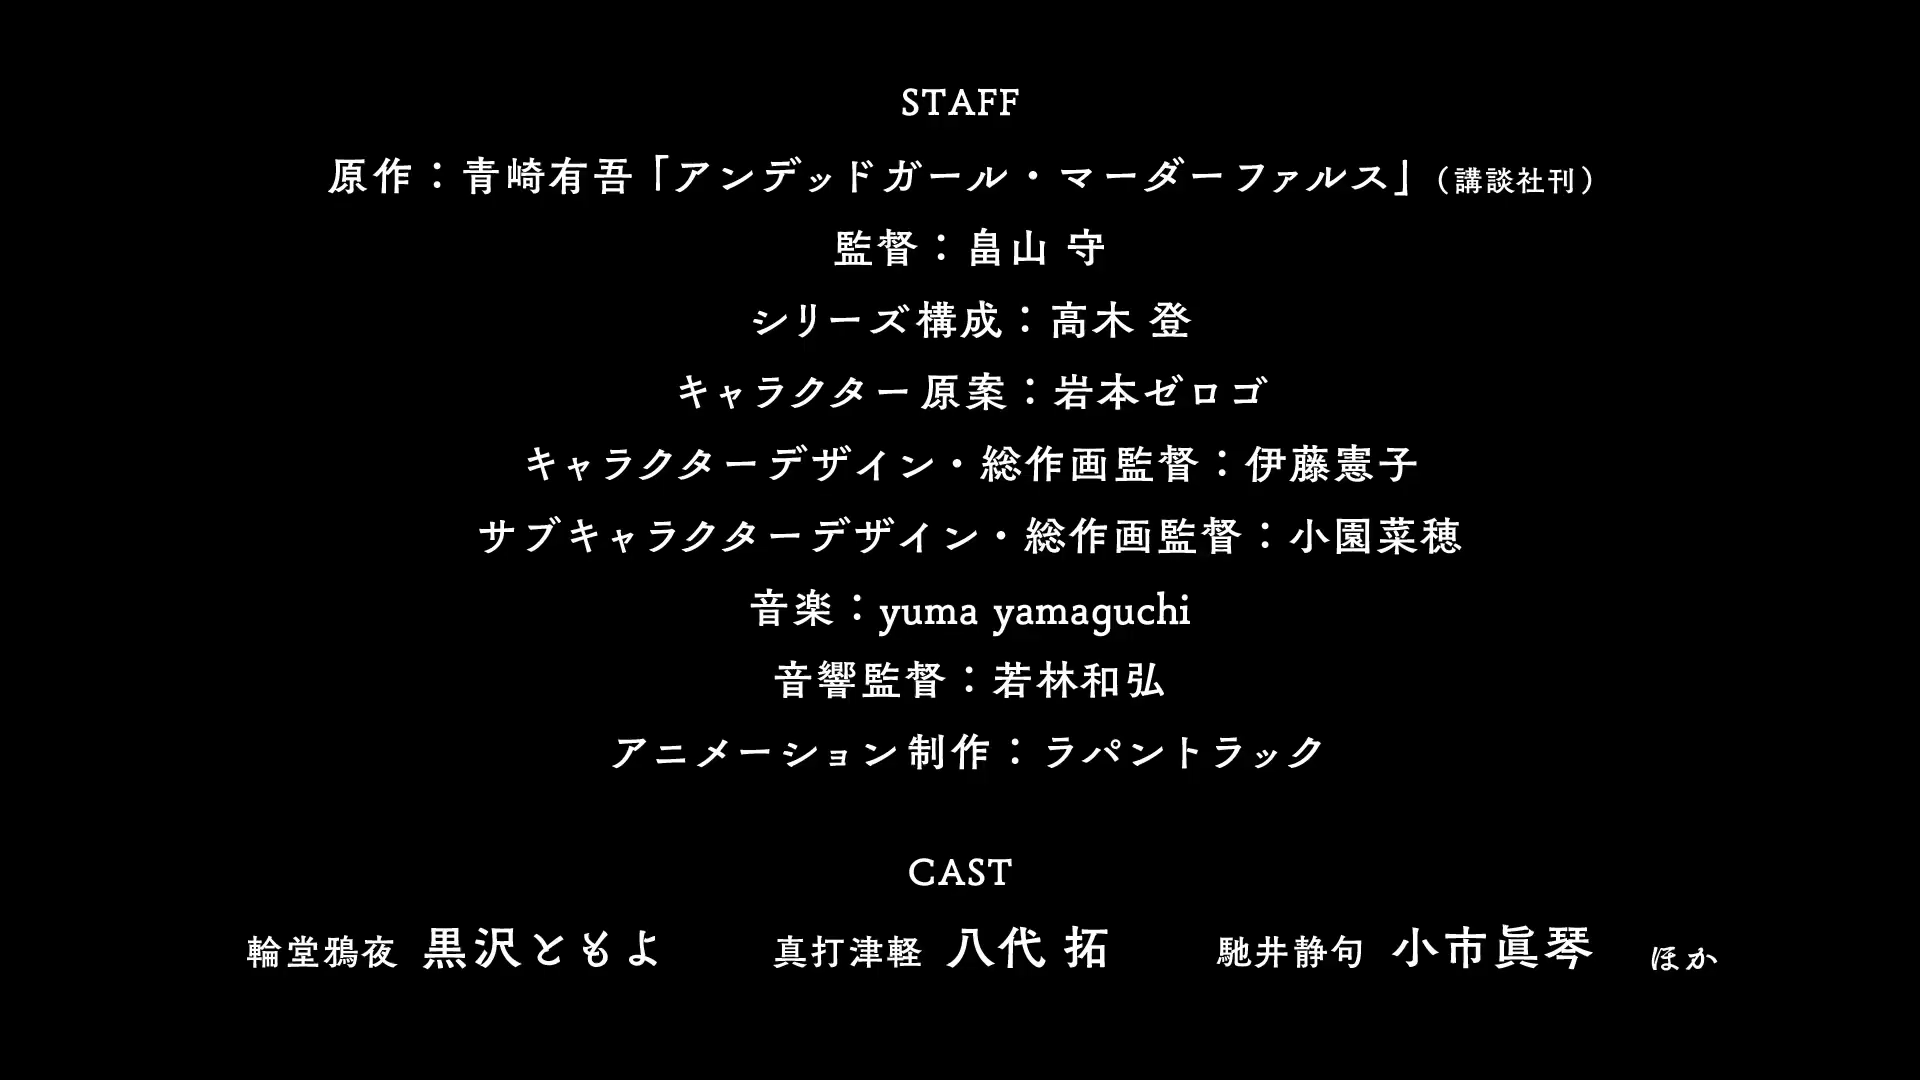 STAFF
原作：青崎有吾「アンデッドガール・マーダーファルス」（講談社刊）
監督：畠山 守
シリーズ構成：高木 登
キャラクター原案：岩本ゼロゴ
キャラクターデザイン・総作画監督：伊藤憲子
サブキャラクターデザイン・総作画監督：小園菜穂
音楽：yuma yamaguchi
音響監督：若林和弘
アニメーション制作：ラパントラック
CAST
輪堂鴉夜 黒沢ともよ 真打津軽 八代 拓 馳井静句 小市眞琴 ほか